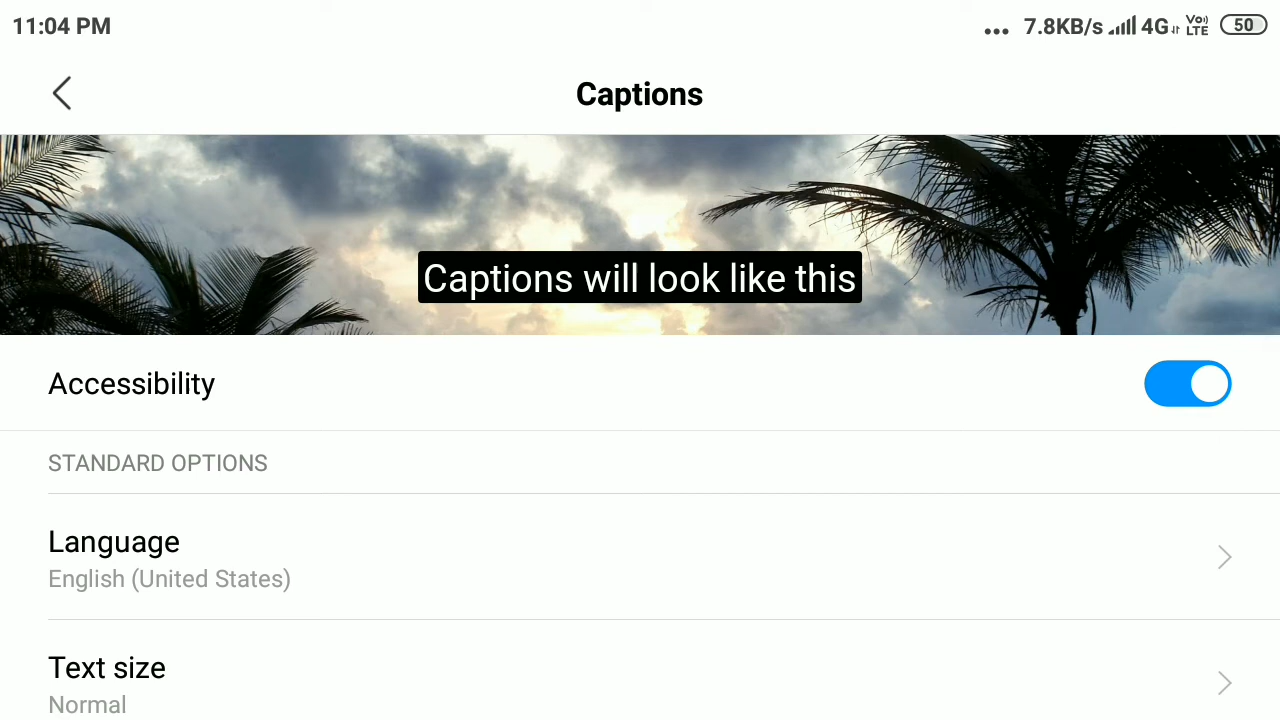 11:04 PM ... 7.8KB/s 4G Vo) LTE 50
Captions
Captions will look like this
Accessibility
STANDARD OPTIONS
Language
English (United States)
Text size
Normal